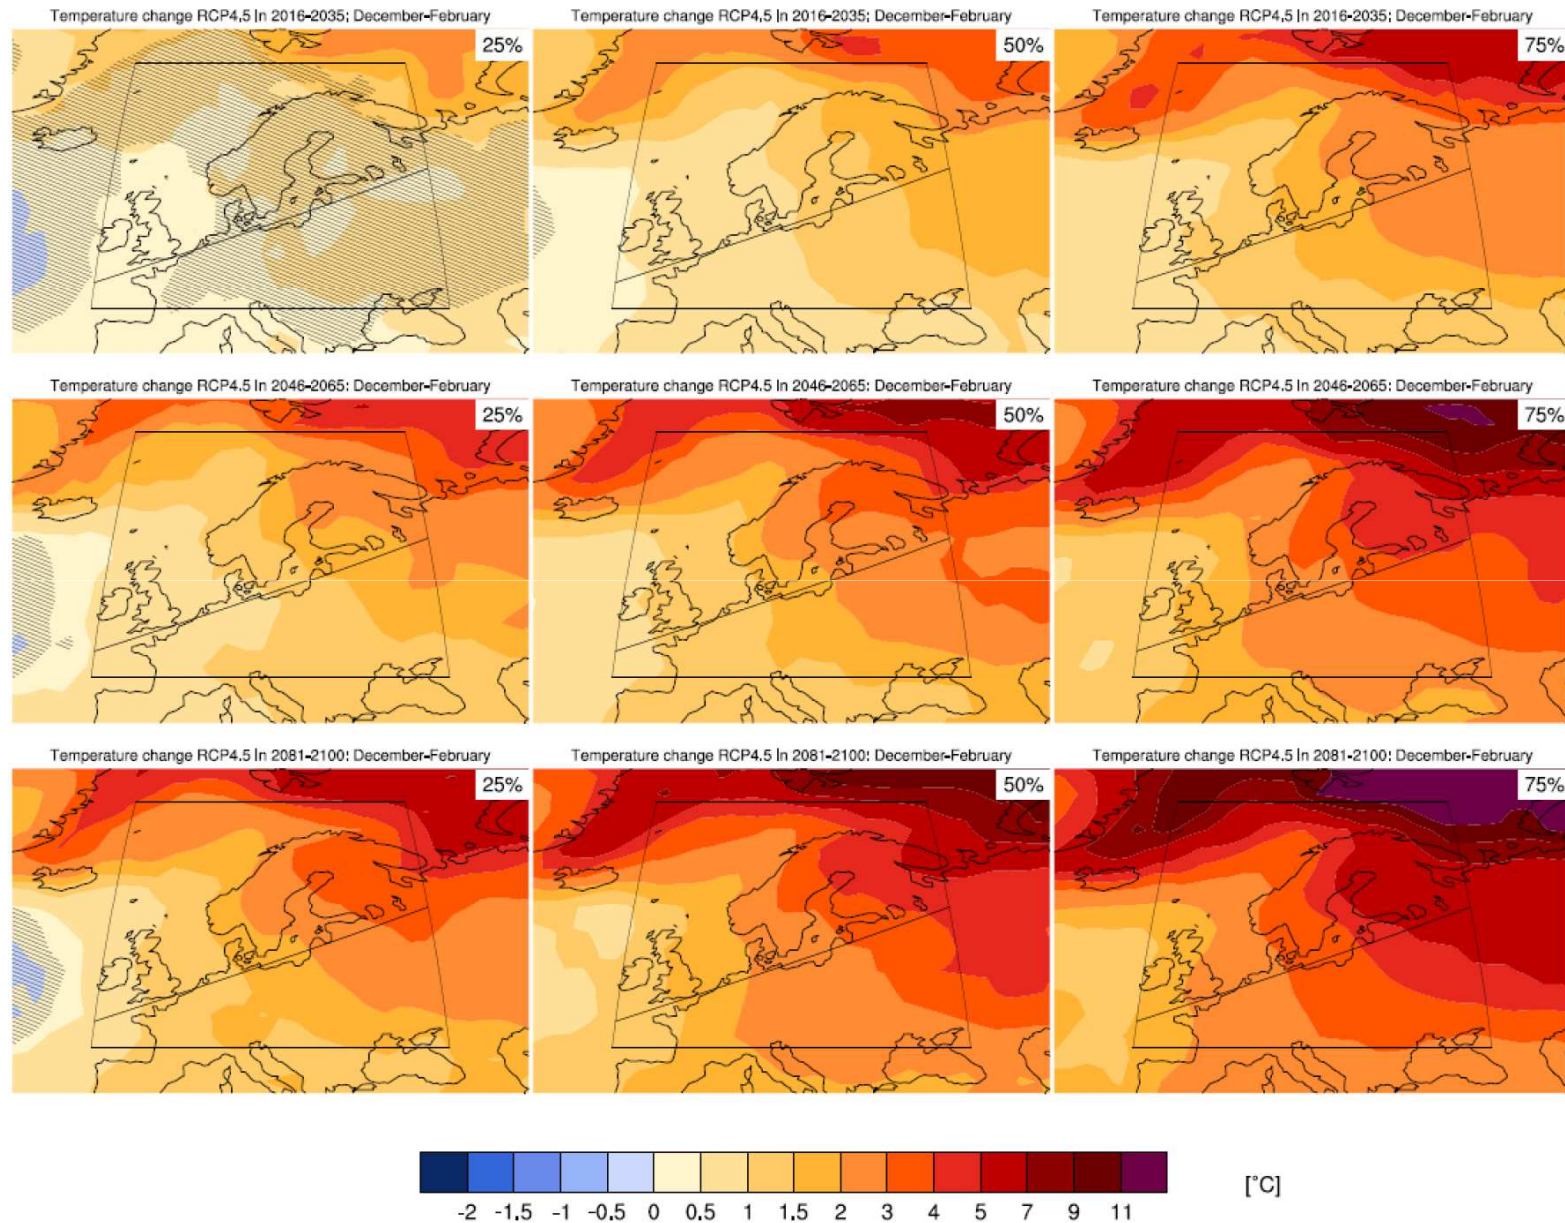 Temperature change RCP4.5 in 2016-2035: December-February
25%
Temperature change RCP4.5 in 2016-2035: December-February
50%
Temperature change RCP4.5 in 2016-2035: December-February
75%
Temperature change RCP4.5 in 2046-2065: December-February
25%
Temperature change RCP4.5 in 2046-2065: December-February
50%
Temperature change RCP4.5 in 2046-2065: December-February
75%
Temperature change RCP4.5 in 2081-2100: December-February
25%
Temperature change RCP4.5 in 2081-2100: December-February
50%
Temperature change RCP4.5 in 2081-2100: December-February
75%
-2 -1.5 -1 -0.5 0 0.5 1 1.5 2 3 4 5 7 9 11
[°C]